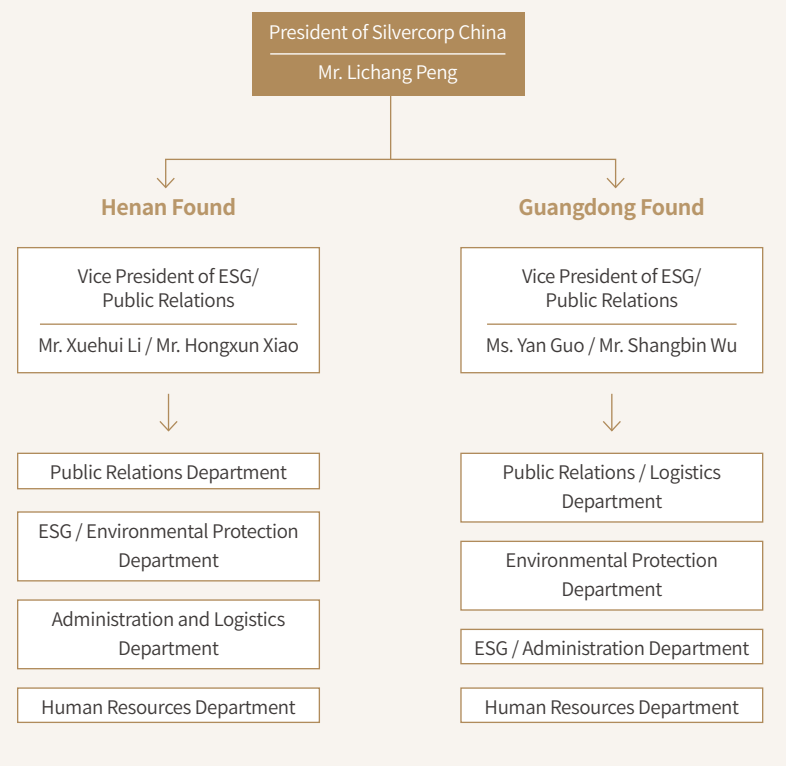 President of Silvercorp China
Mr. Lichang Peng
Henan Found
Vice President of ESG/
Public Relations
Mr. Xuehui Li / Mr. Hongxun Xiao
Public Relations Department
ESG / Environmental Protection
Department
Administration and Logistics
Department
Human Resources Department
Guangdong Found
Vice President of ESG/
Public Relations
Ms. Yan Guo / Mr. Shangbin Wu
Public Relations / Logistics
Department
Environmental Protection
Department
ESG / Administration Department
Human Resources Department